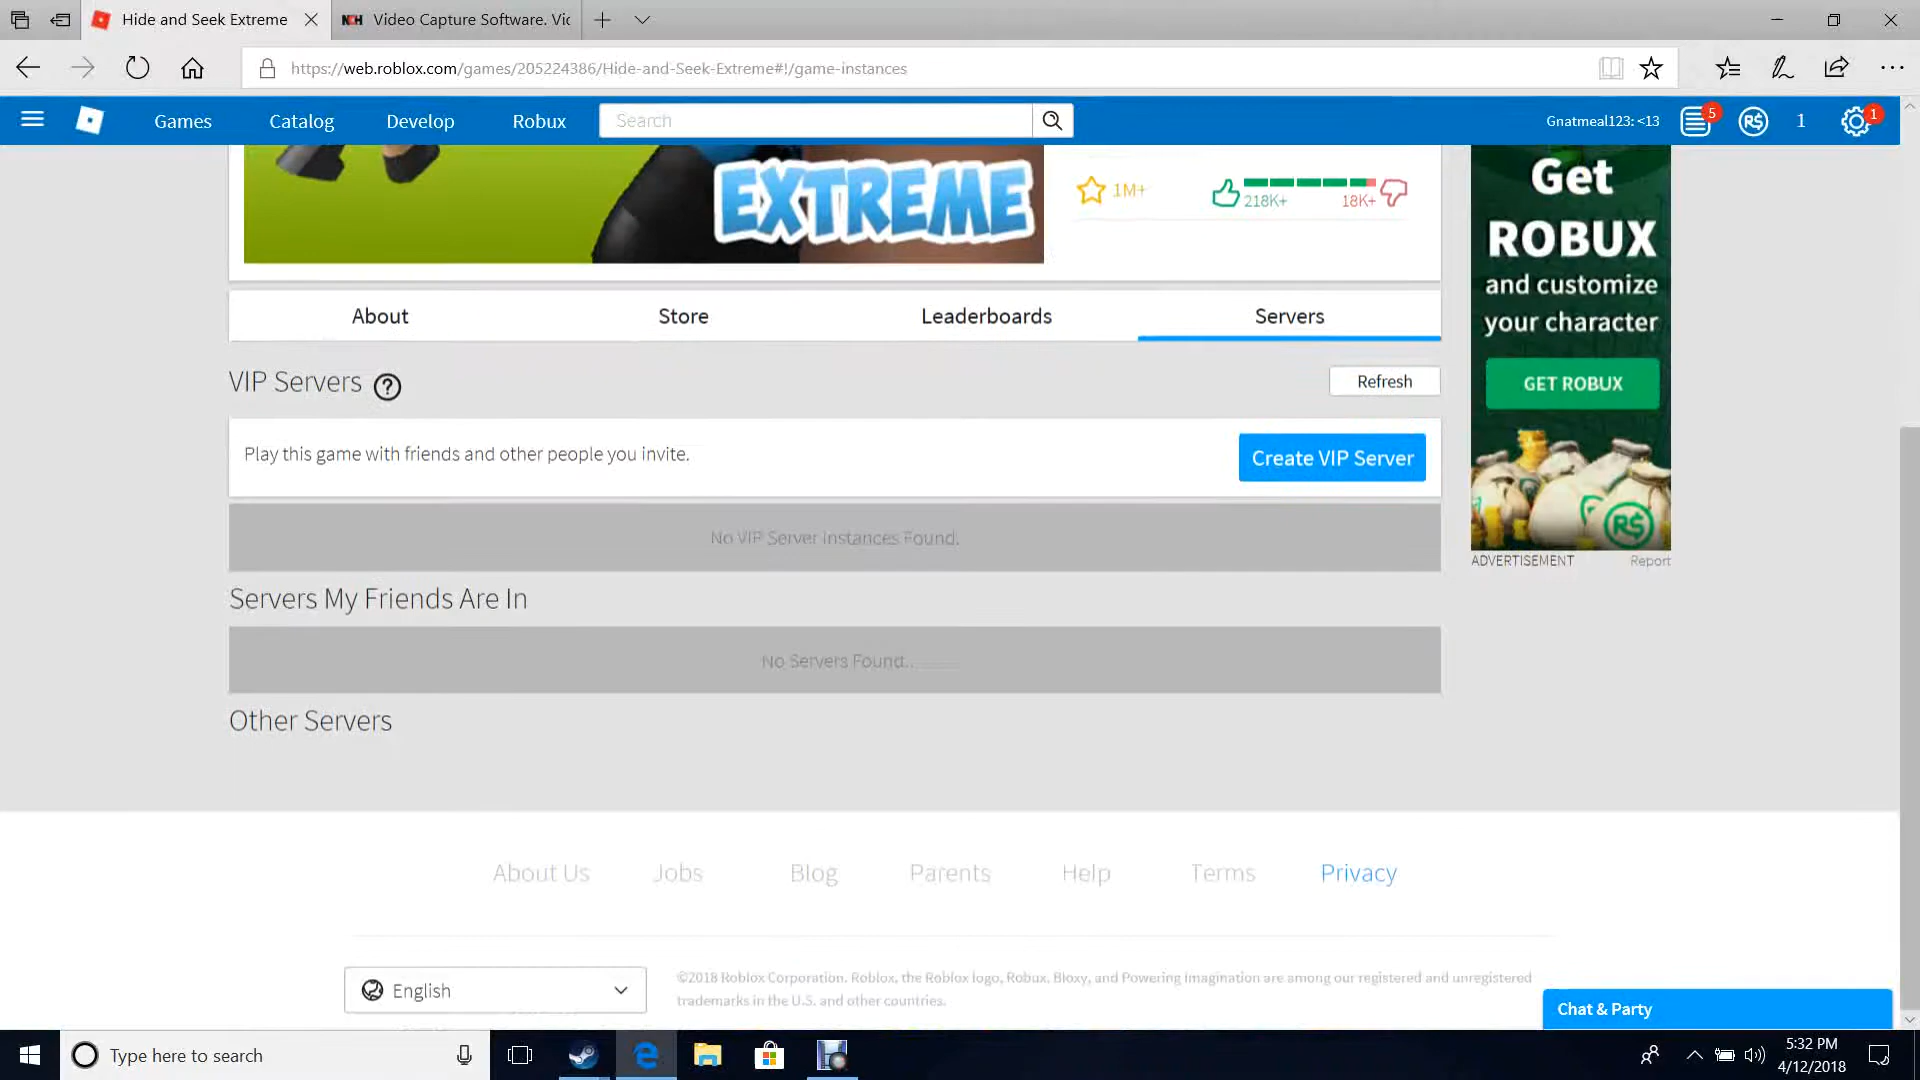 Hide and Seek Extreme
NCH Video Capture Software. Vic
https://web.roblox.com/games/205224386/Hide-and-Seek-Extreme#!/game-instances
Games Catalog Develop Robux Search Gnatmeal123: <13 5 R$ 1 1
EXTREME
1M+ 218K+ 18K+
Get
ROBUX
and customize
your character
GET ROBUX
R$
ADVERTISEMENT Report
About Store Leaderboards Servers
VIP Servers ? Refresh
Play this game with friends and other people you invite. Create VIP Server
No VIP Server Instances Found.
Servers My Friends Are In
No Servers Found.
Other Servers
About Us Jobs Blog Parents Help Terms Privacy
English
©2018 Roblox Corporation. Roblox, the Roblox logo, Robux, Bloxy, and Powering Imagination are among our registered and unregistered
trademarks in the U.S. and other countries.
Chat & Party
Type here to search
5:32 PM
4/12/2018